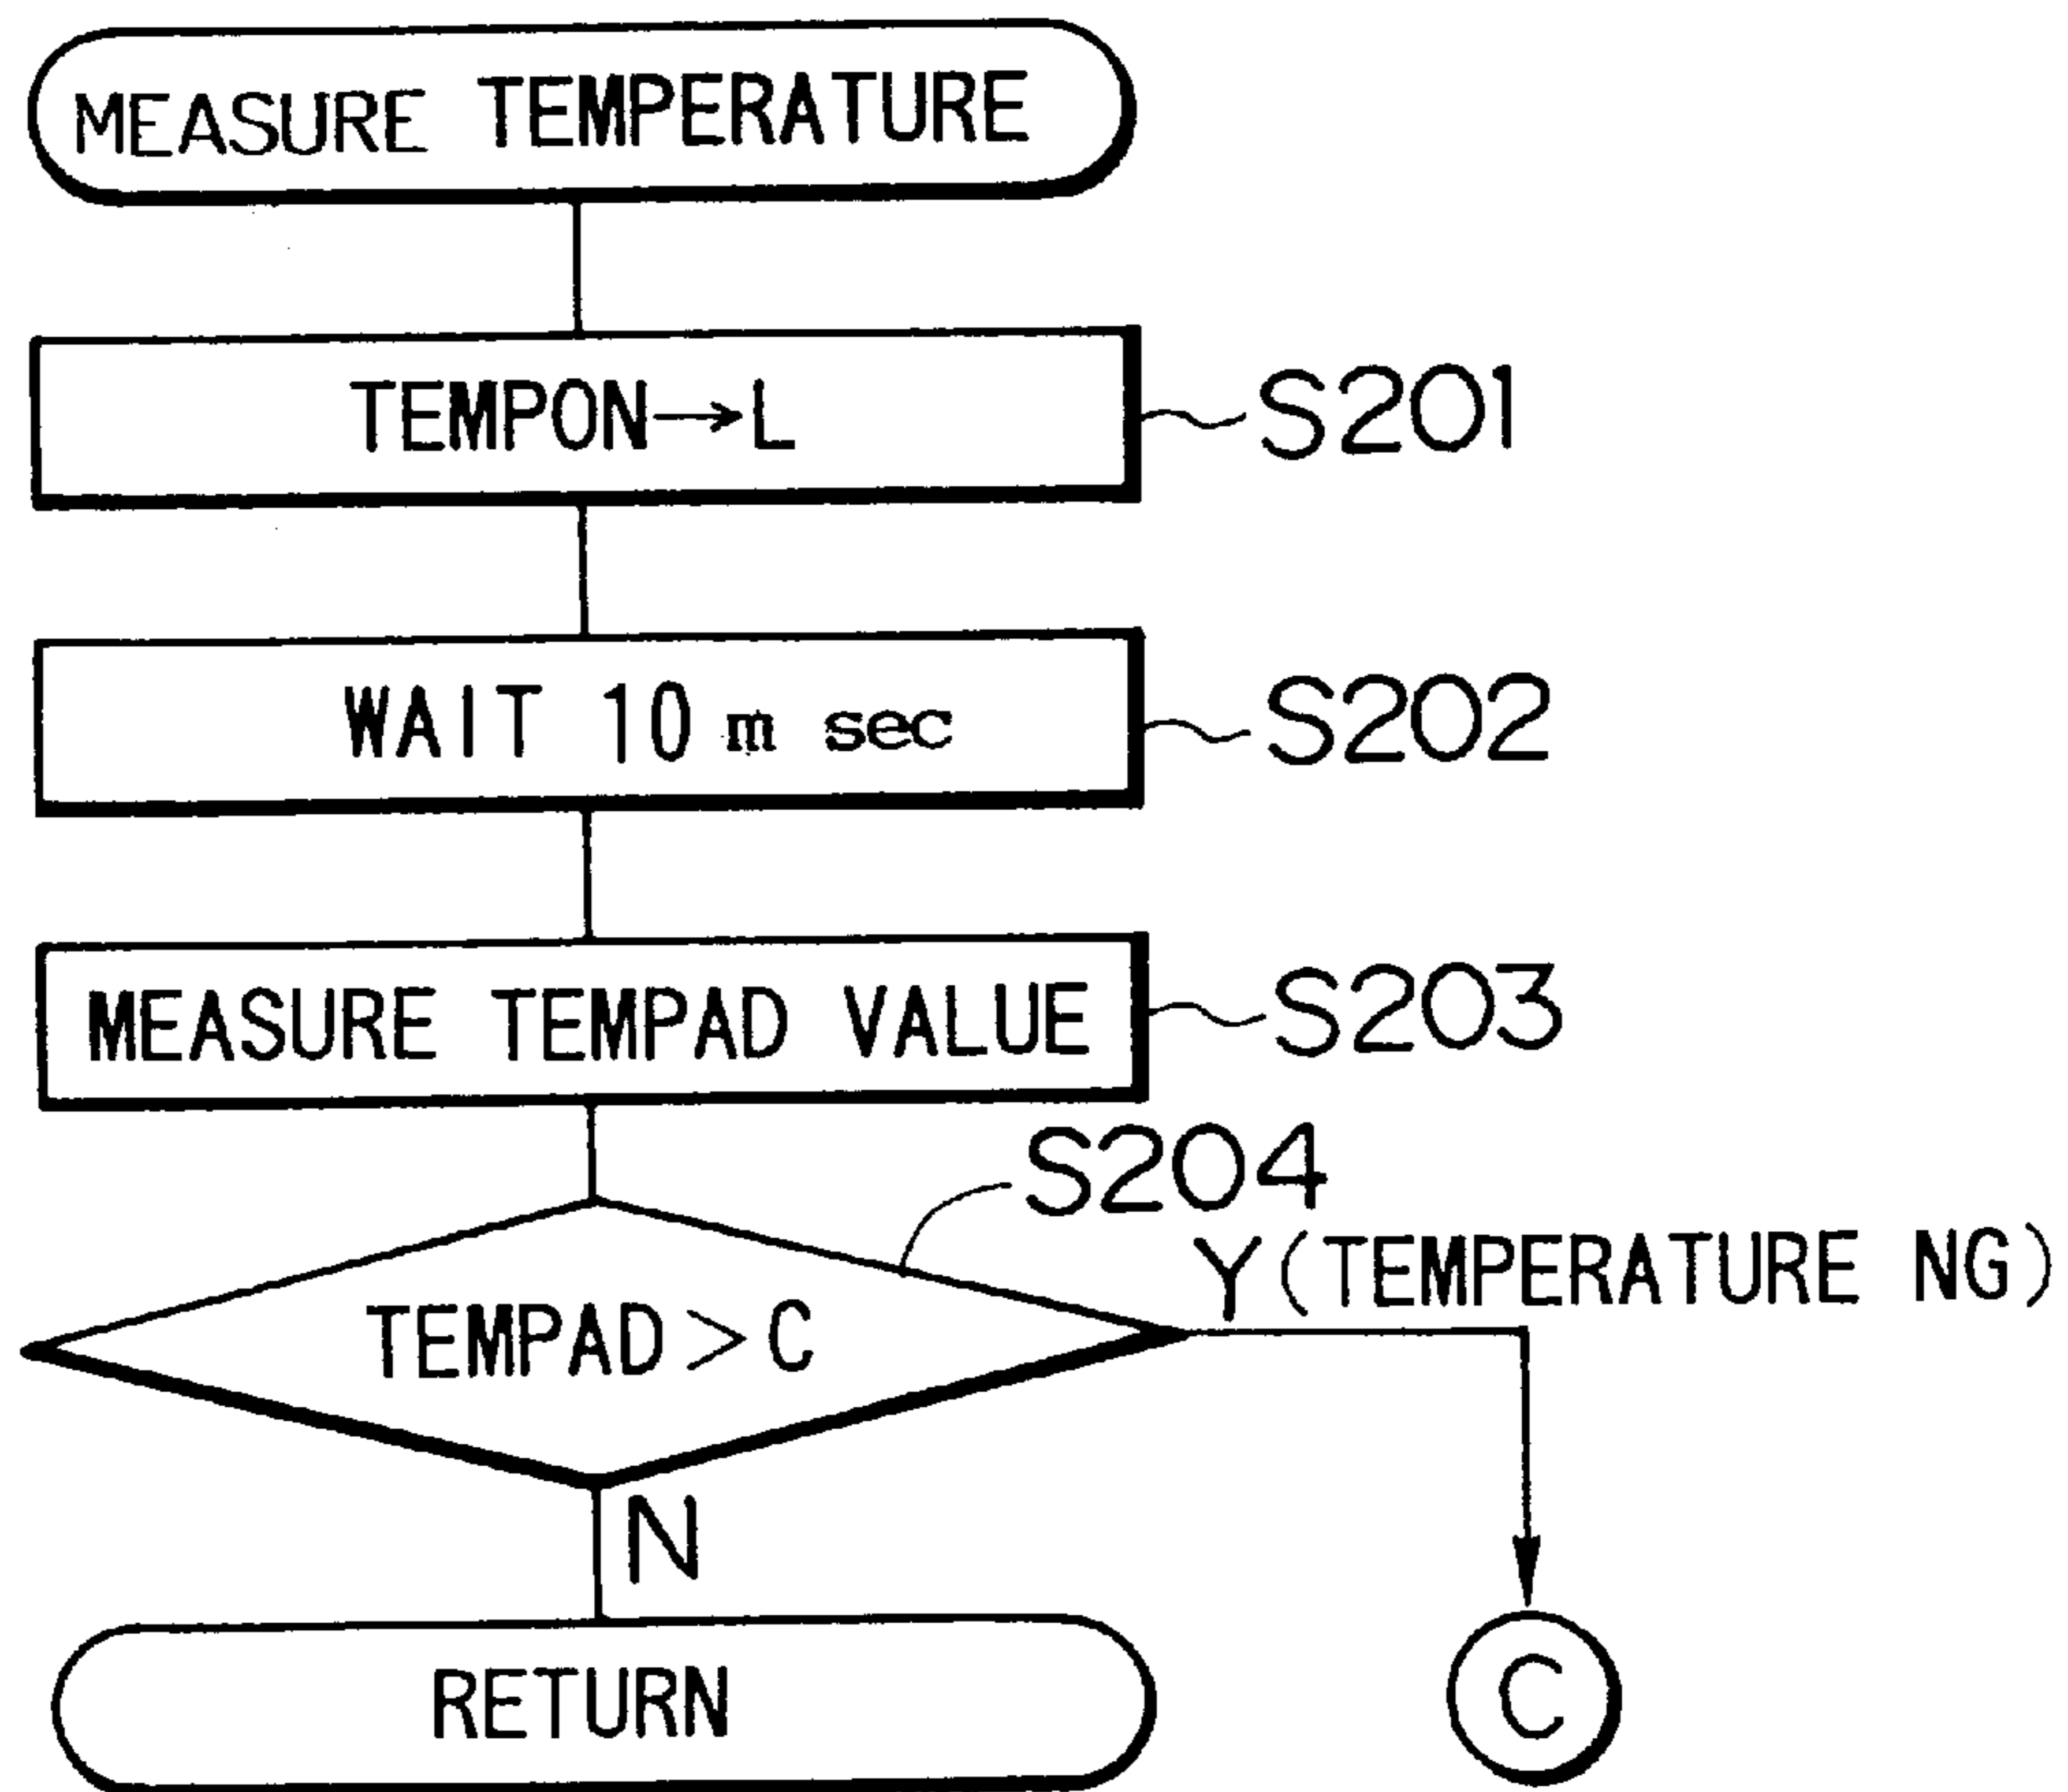 MEASURE TEMPERATURE
TEMPON→L
S201
WAIT 10 m sec
S202
MEASURE TEMPAD VALUE
S203
S204
Y(TEMPERATURE NG)
TEMPAD>C
N
RETURN
C